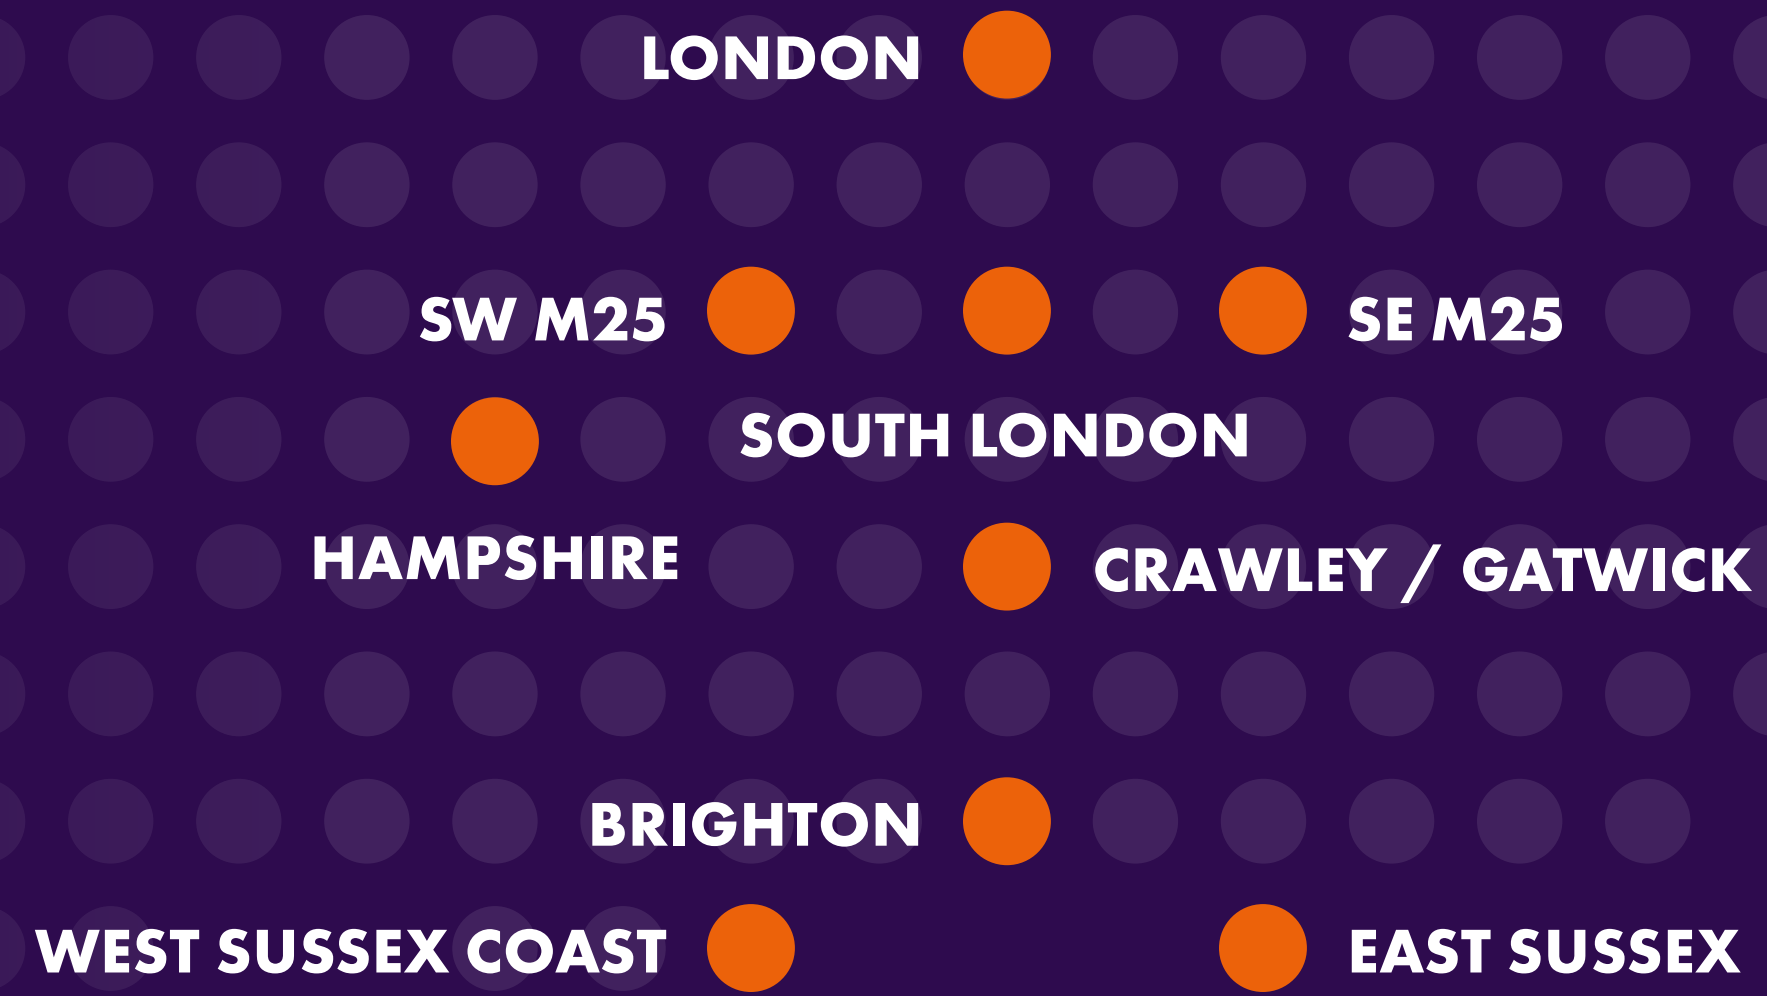 LONDON
SW M25
SE M25
SOUTH LONDON
HAMPSHIRE
CRAWLEY / GATWICK
BRIGHTON
WEST SUSSEX COAST
EAST SUSSEX